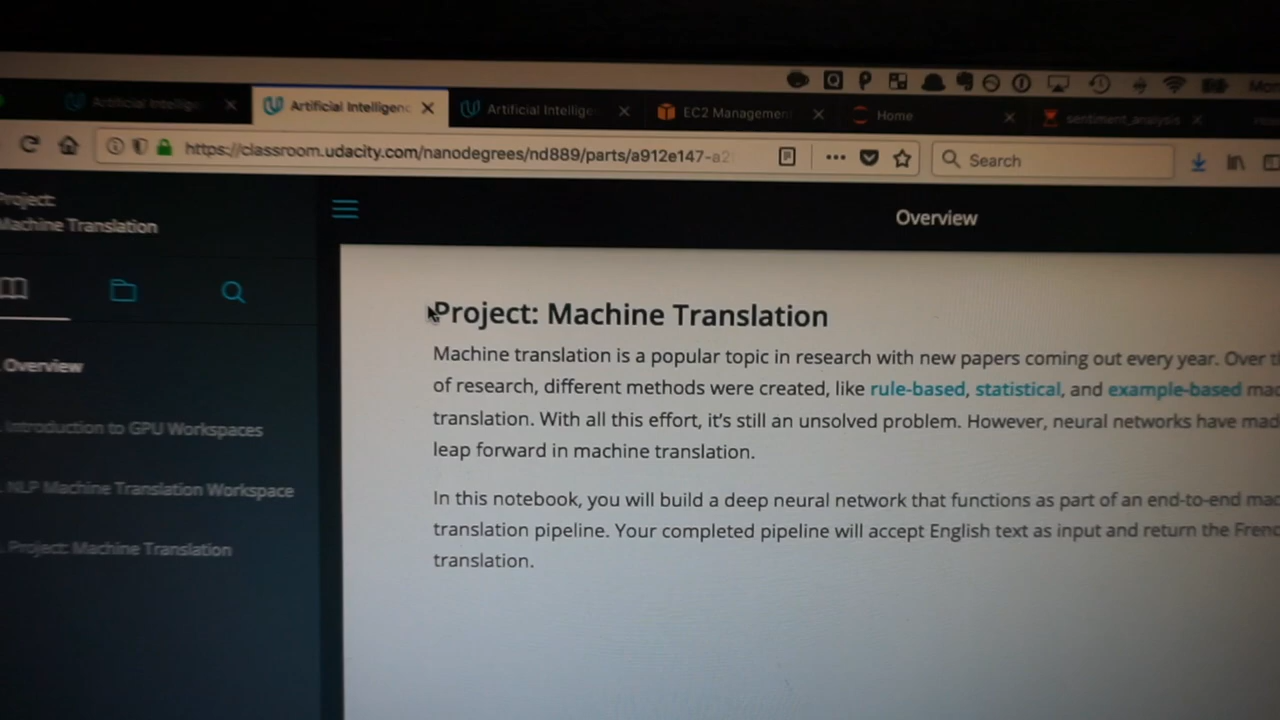 Artificial Intellige
Artificial Intelligenc
Artificial Intellige
EC2 Management
Home
sentiment_analysis
https://classroom.udacity.com/nanodegrees/nd889/parts/a912e147-a2
Search
Project:
Machine Translation
Overview
Overview
Introduction to GPU Workspaces
NLP Machine Translation Workspace
Project: Machine Translation
Project: Machine Translation
Machine translation is a popular topic in research with new papers coming out every year. Over
of research, different methods were created, like rule-based, statistical, and example-based
translation. With all this effort, it's still an unsolved problem. However, neural networks have
leap forward in machine translation.
In this notebook, you will build a deep neural network that functions as part of an end-to-end
translation pipeline. Your completed pipeline will accept English text as input and return the
translation.